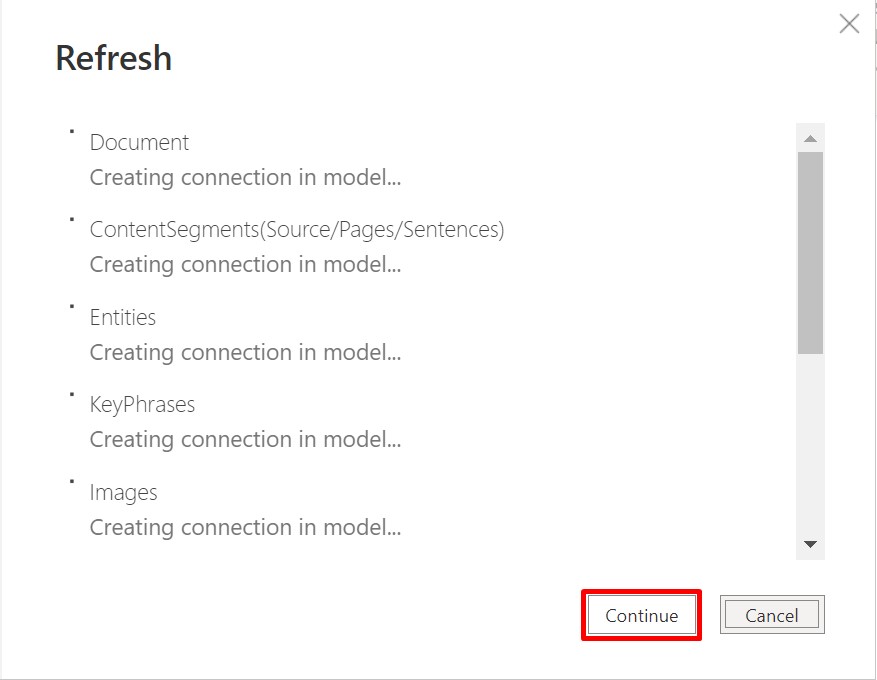 Refresh
Document
Creating connection in model...
ContentSegments(Source/Pages/Sentences)
Creating connection in model...
Entities
Creating connection in model...
KeyPhrases
Creating connection in model...
Images
Creating connection in model...
Continue
Cancel